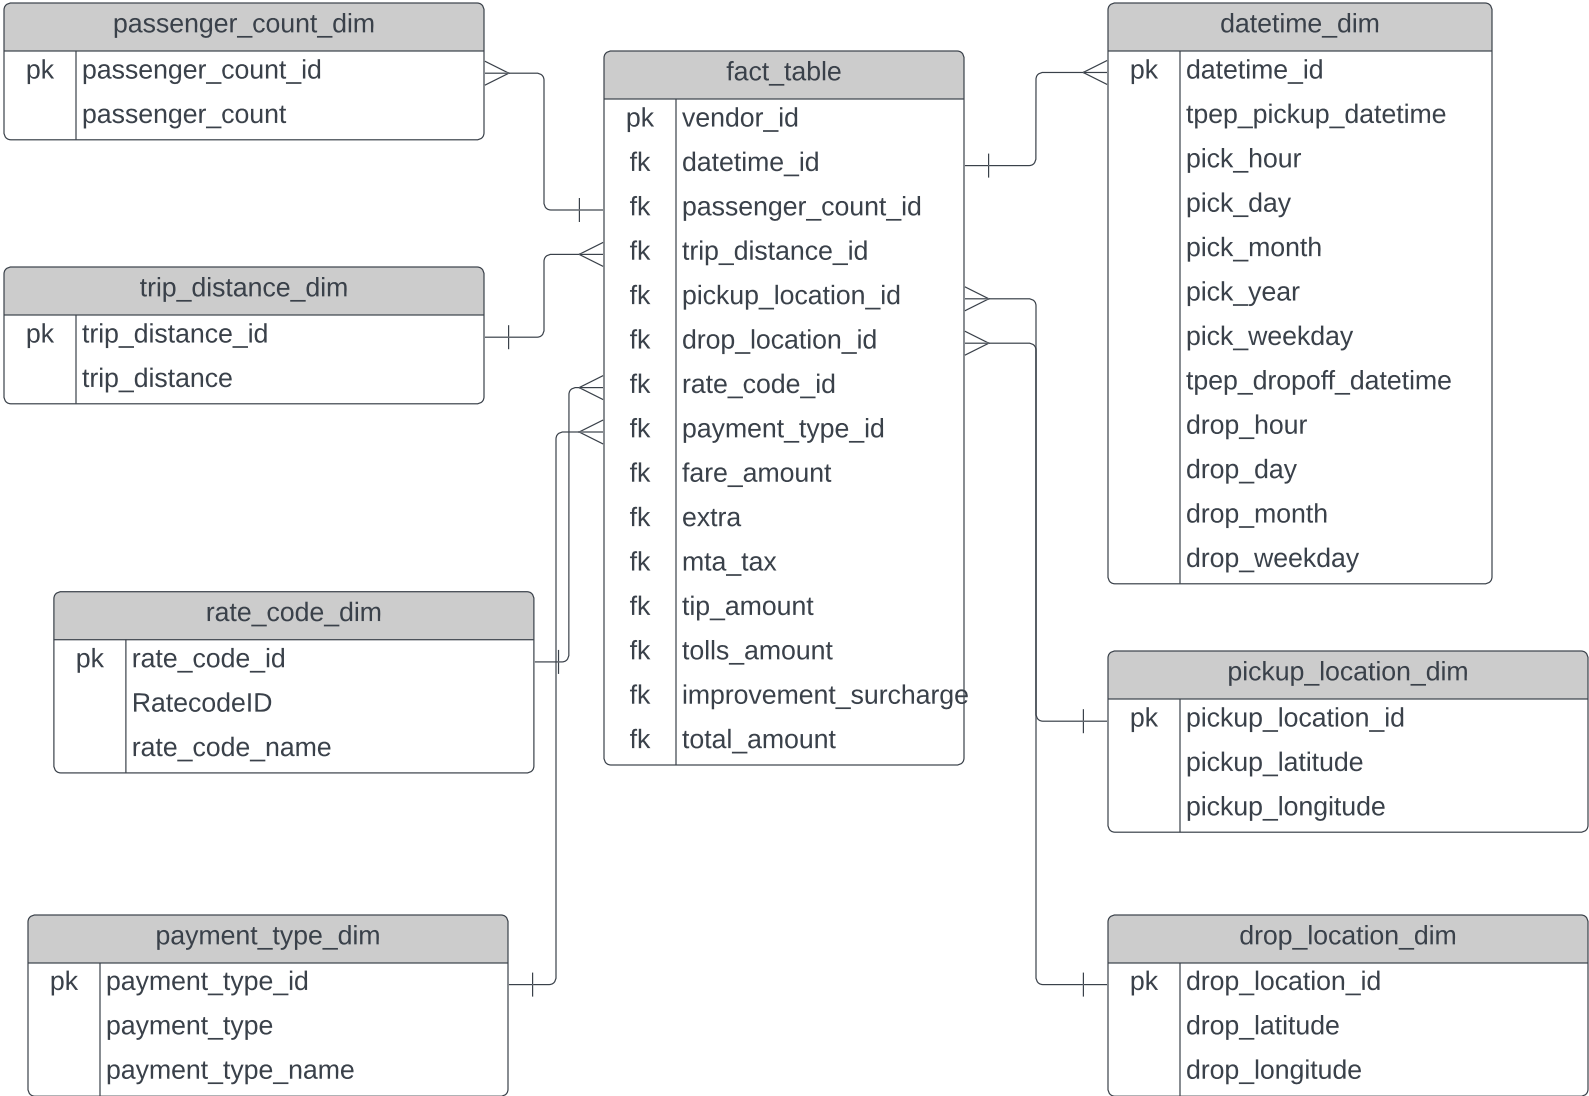 passenger_count_dim
pk passenger_count_id
passenger_count
trip_distance_dim
pk trip_distance_id
trip_distance
rate_code_dim
pk rate_code_id
RatecodeID
rate_code_name
payment_type_dim
pk payment_type_id
payment_type
payment_type_name
fact_table
pk vendor_id
fk datetime_id
fk passenger_count_id
fk trip_distance_id
fk pickup_location_id
fk drop_location_id
fk rate_code_id
fk payment_type_id
fk fare_amount
fk extra
fk mta_tax
fk tip_amount
fk tolls_amount
fk improvement_surcharge
fk total_amount
datetime_dim
pk datetime_id
tpep_pickup_datetime
pick_hour
pick_day
pick_month
pick_year
pick_weekday
tpep_dropoff_datetime
drop_hour
drop_day
drop_month
drop_weekday
pickup_location_dim
pk pickup_location_id
pickup_latitude
pickup_longitude
drop_location_dim
pk drop_location_id
drop_latitude
drop_longitude